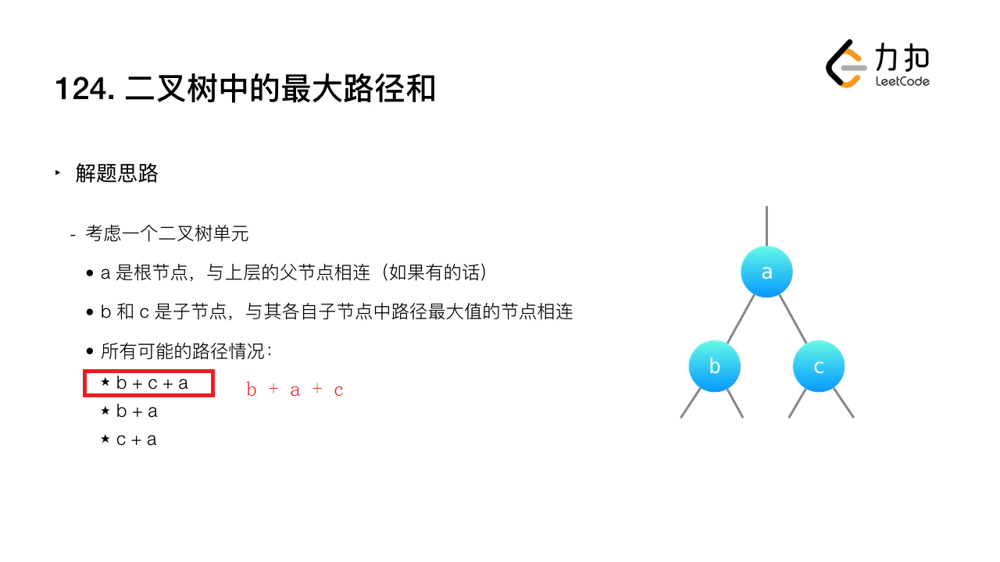 力扣
LeetCode
124. 二叉树中的最大路径和
‣ 解题思路
- 考虑一个二叉树单元
• a 是根节点，与上层的父节点相连（如果有的话）
• b 和 c 是子节点，与其各自子节点中路径最大值的节点相连
• 所有可能的路径情况：
★ b + c + a
b + a + c
★ b + a
★ c + a
a
b
c